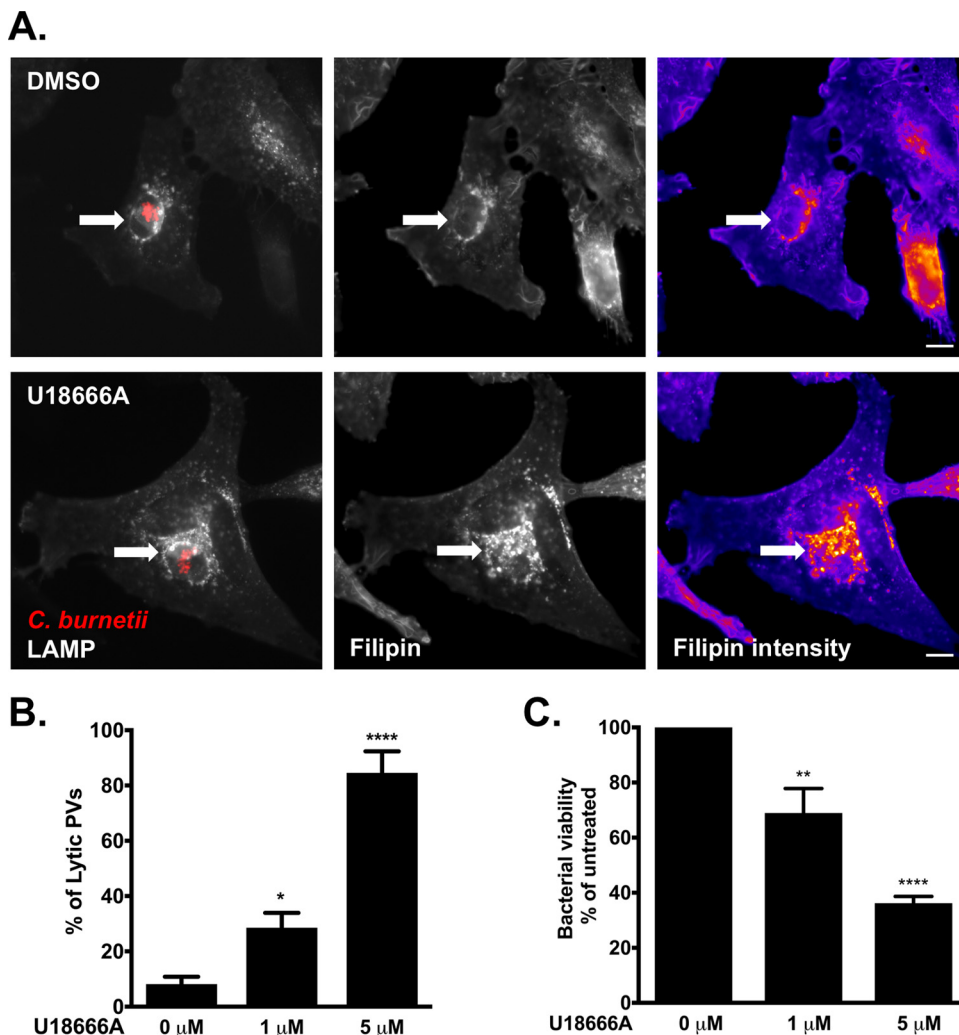 A.
DMSO
U18666A
C. burnetii
LAMP
Filipin
Filipin intensity
B.
% of Lytic PVs
100
80
60
40
20
0
*
****
U18666A
0 μM
1 μM
5 μM
C.
Bacterial viability
% of untreated
100
80
60
40
20
0
**
****
U18666A
0 μM
1 μM
5 μM